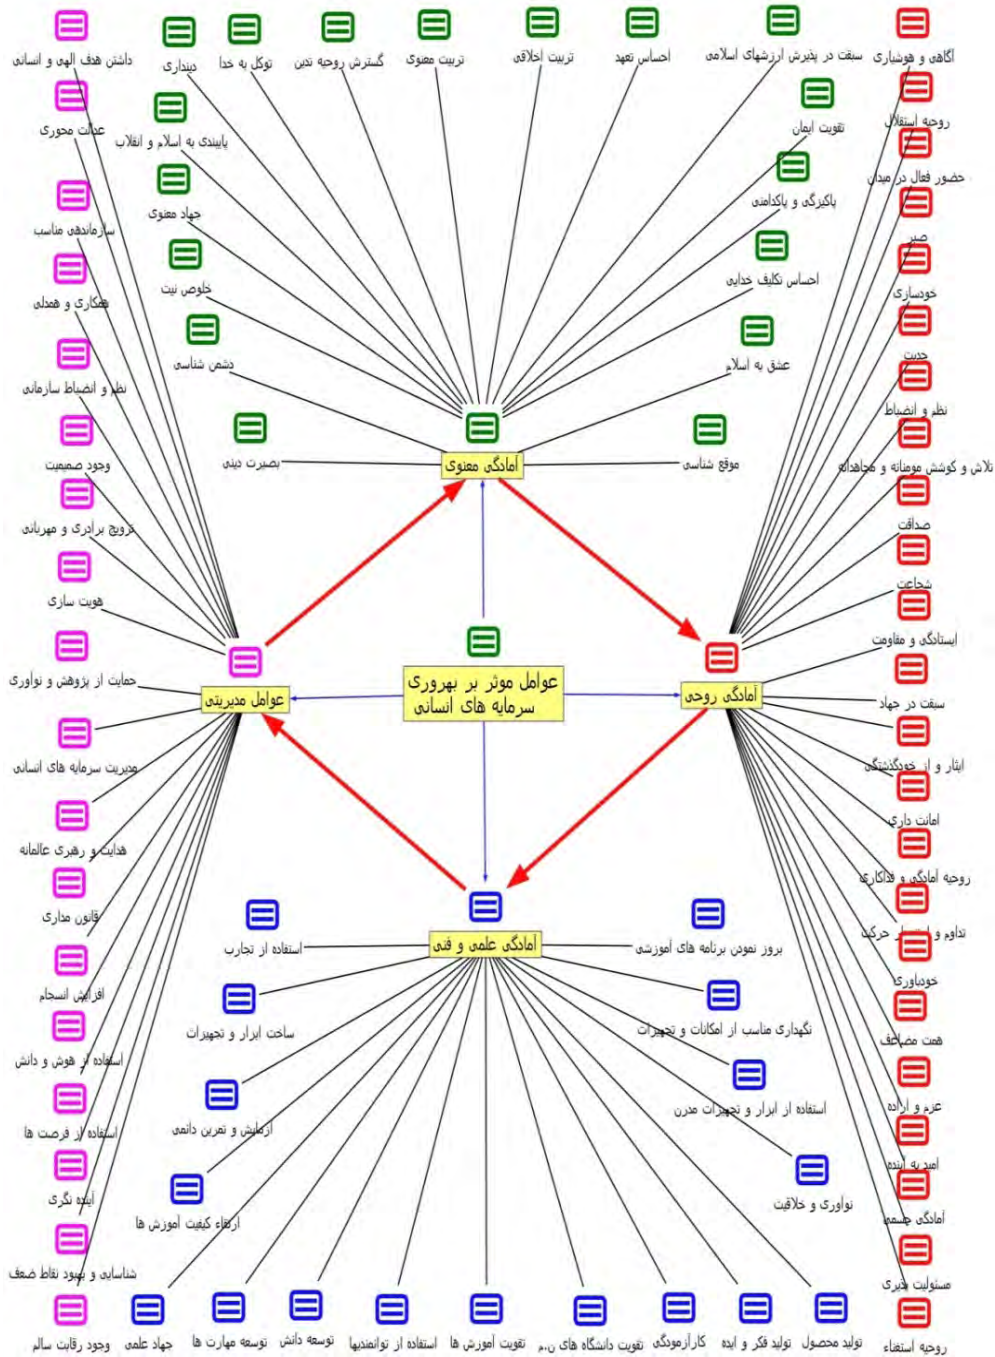 داشتن هدف الهی و انسانی
دینداری
توکل به خدا
گسترش روحیه تدین
تربیت معنوی
تربیت اخلاقی
احساس تعهد
سبقت در پذیرش ارزشهای اسلامی
آگاهی و هوشیاری
عدالت محوری
پایبندی به اسلام و انقلاب
تقویت ایمان
روحیه استقلال
حضور فعال در میدان
جهاد معنوی
پاکیزگی و پاکدامنی
سازماندهی مناسب
صبر
خلوص نیت
احساس تکلیف خدایی
همکاری و همدلی
خودسازی
دشمن شناسی
عشق به اسلام
جدیت
نظم و انضباط سازمانی
نظم و انضباط
بصیرت دینی
آمادگی معنوی
موقع شناسی
وجود صمیمیت
تلاش و کوشش مومنانه و مجاهدانه
ترویج برادری و مهربانی
صداقت
شجاعت
هویت سازی
ایستادگی و مقاومت
حمایت از پژوهش و نوآوری
عوامل مدیریتی
عوامل موثر بر بهروری
سرمایه های انسانی
آمادگی روحی
سبقت در جهاد
مدیریت سرمایه های انسانی
ایثار و از خودگذشتگی
امانت داری
هدایت و رهبری عالمانه
روحیه آمادگی و فداکاری
قانون مداری
تداوم و حرکت
استفاده از تجارب
آمادگی علمی و فنی
بروز نمودن برنامه های آموزشی
افزایش انسجام
خودباوری
ساخت ابزار و تجهیزات
نگهداری مناسب از امکانات و تجهیزات
همت مضاعف
استفاده از هوش و دانش
آزمایش و تمرین دائمی
استفاده از ابزار و تجهیزات مدرن
عزم و اراده
استفاده از فرصت ها
امید به آینده
آینده نگری
ارتقاء کیفیت آموزش ها
نوآوری و خلاقیت
آمادگی جسمی
شناسایی و بهبود نقاط ضعف
مسئولیت پذیری
وجود رقابت سالم
جهاد علمی
توسعه مهارت ها
توسعه دانش
استفاده از توانمندیها
تقویت آموزش ها
تقویت دانشگاه های ن.م
کارآزمودگی
تولید فکر و ایده
تولید محصول
روحیه استغناء